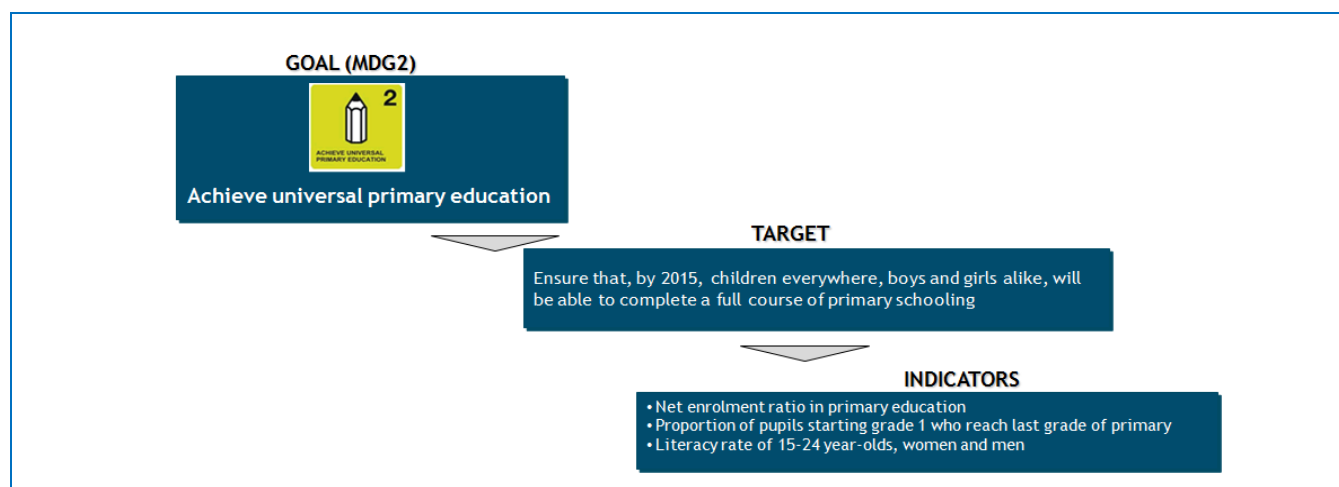 GOAL (MDG2)
2
ACHIEVE UNIVERSAL
PRIMARY EDUCATION
Achieve universal primary education
TARGET
Ensure that, by 2015, children everywhere, boys and girls alike, will
be able to complete a full course of primary schooling
INDICATORS
•Net enrolment ratio in primary education
•Proportion of pupils starting grade 1 who reach last grade of primary
•Literacy rate of 15-24 year-olds, women and men